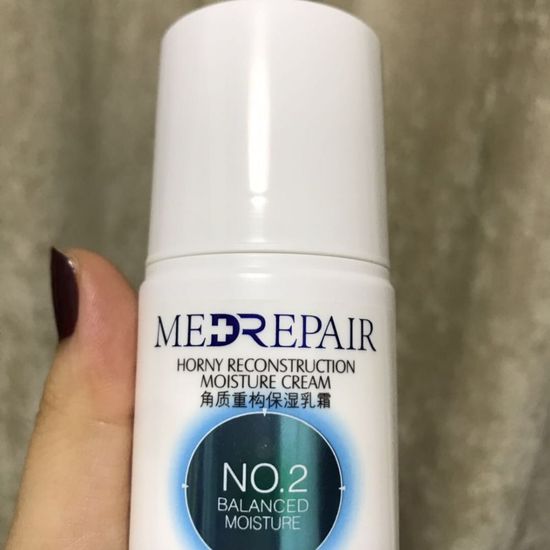 MEDREPAIR
HORNY RECONSTRUCTION
MOISTURE CREAM
角质重构保湿乳霜
NO.2
BALANCED
MOISTURE